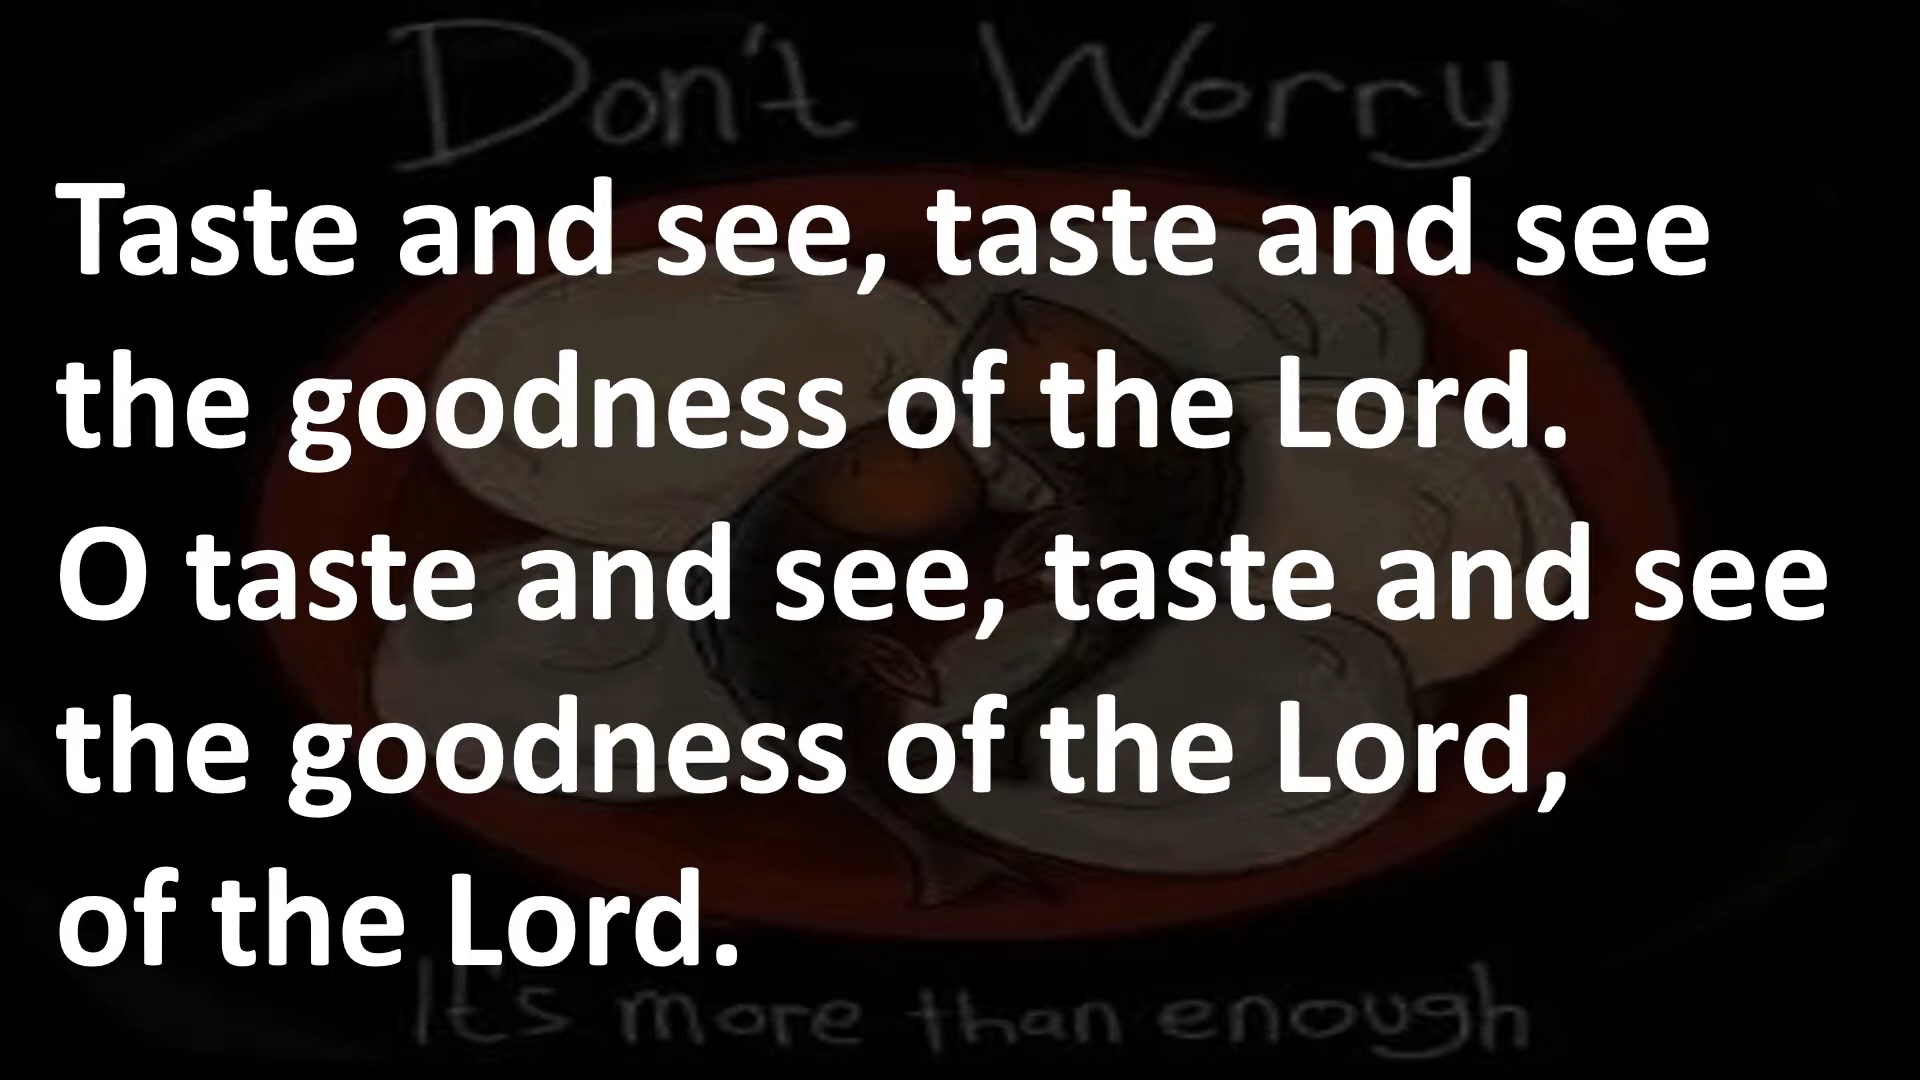 Don't Worry
Taste and see, taste and see
the goodness of the Lord.
O taste and see, taste and see
the goodness of the Lord,
of the Lord.
It's more than enough